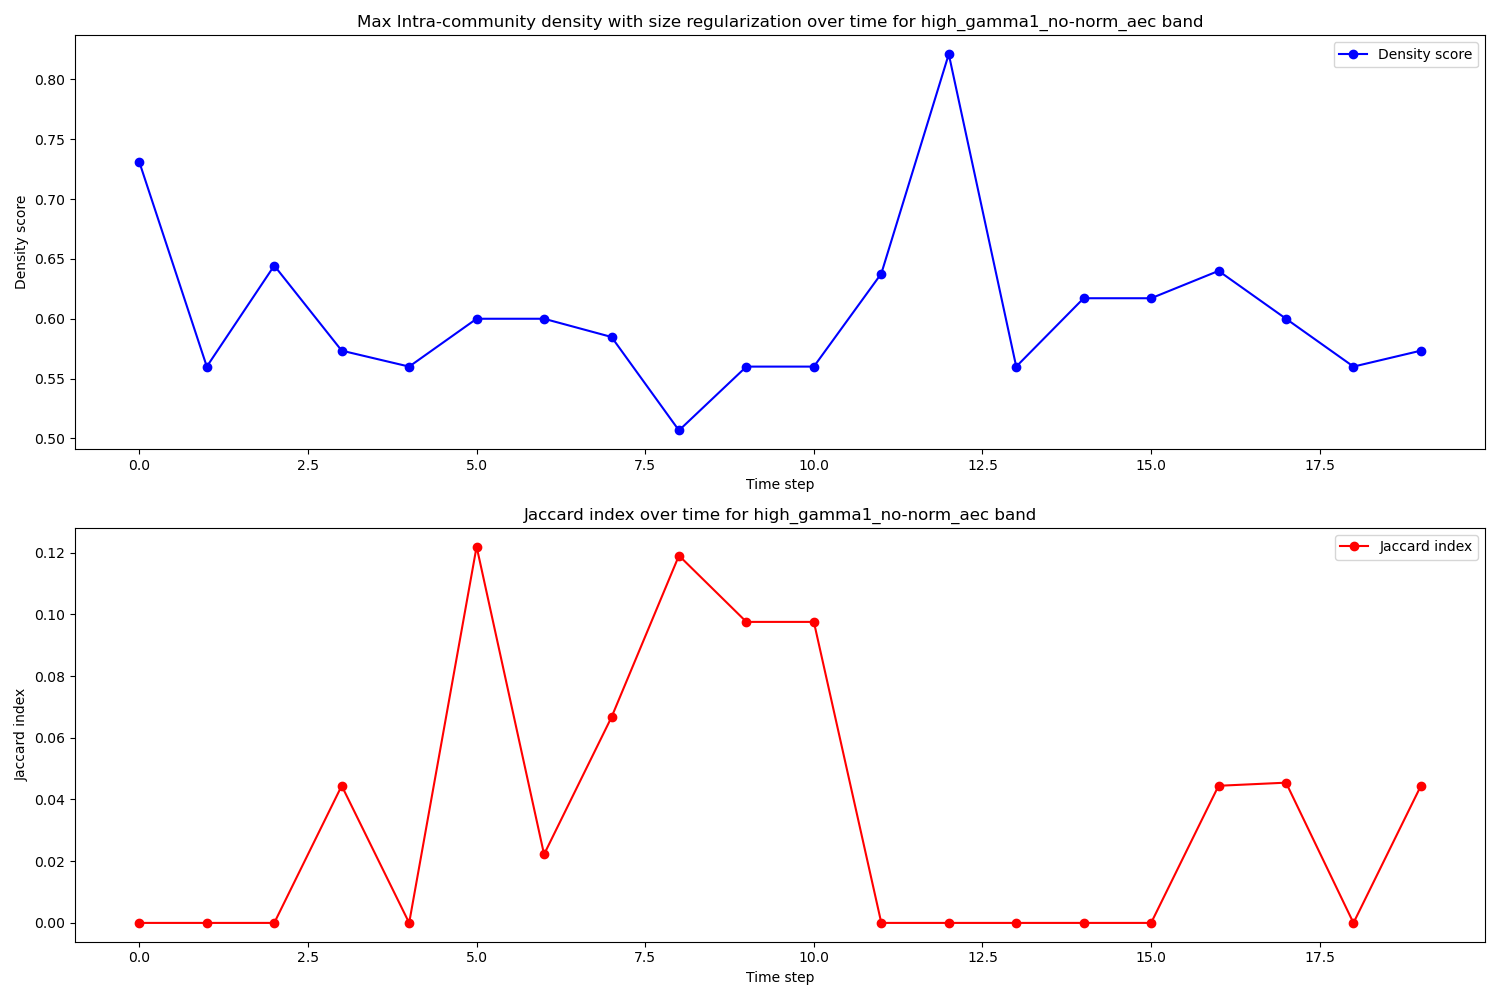 Max Intra-community density with size regularization over time for high_gamma1_no-norm_aec band
Density score
0.80
0.75
0.70
0.65
0.60
0.55
0.50
Density score
0.0 2.5 5.0 7.5 10.0 12.5 15.0 17.5
Time step
Jaccard index over time for high_gamma1_no-norm_aec band
Jaccard index
0.12
0.10
0.08
0.06
0.04
0.02
0.00
Jaccard index
0.0 2.5 5.0 7.5 10.0 12.5 15.0 17.5
Time step